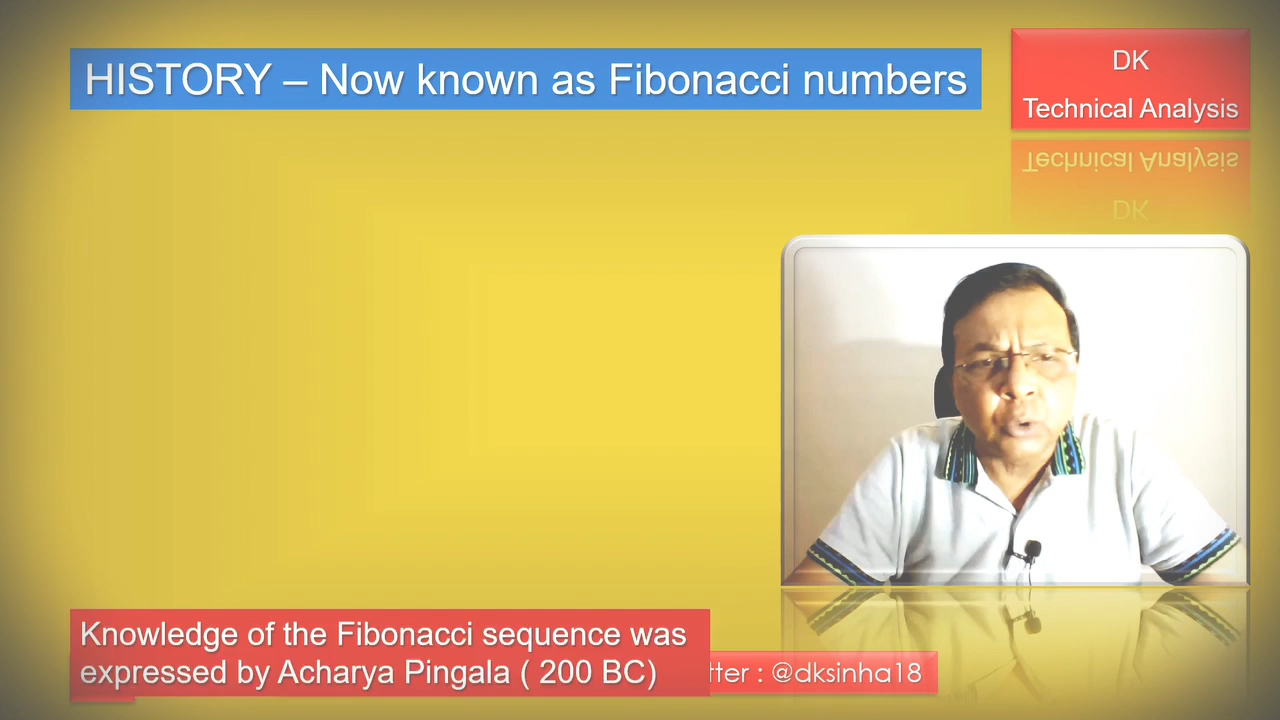 HISTORY – Now known as Fibonacci numbers
DK
Technical Analysis
Technical Analysis
DK
Knowledge of the Fibonacci sequence was
expressed by Acharya Pingala ( 200 BC)
tter : @dksinha18